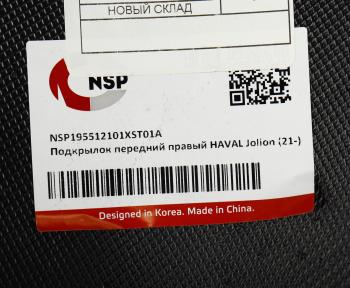 НОВЫЙ СКЛАД
NSP
NSP195512101XST01A
Подкрылок передний правый HAVAL Jolion (21-)
Designed in Korea. Made in China.